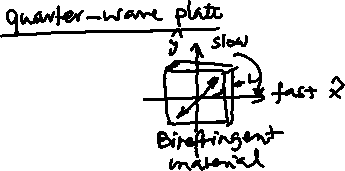 quarter-wave plate
ŷ
slow
L
fast x̂
Birefringent
material